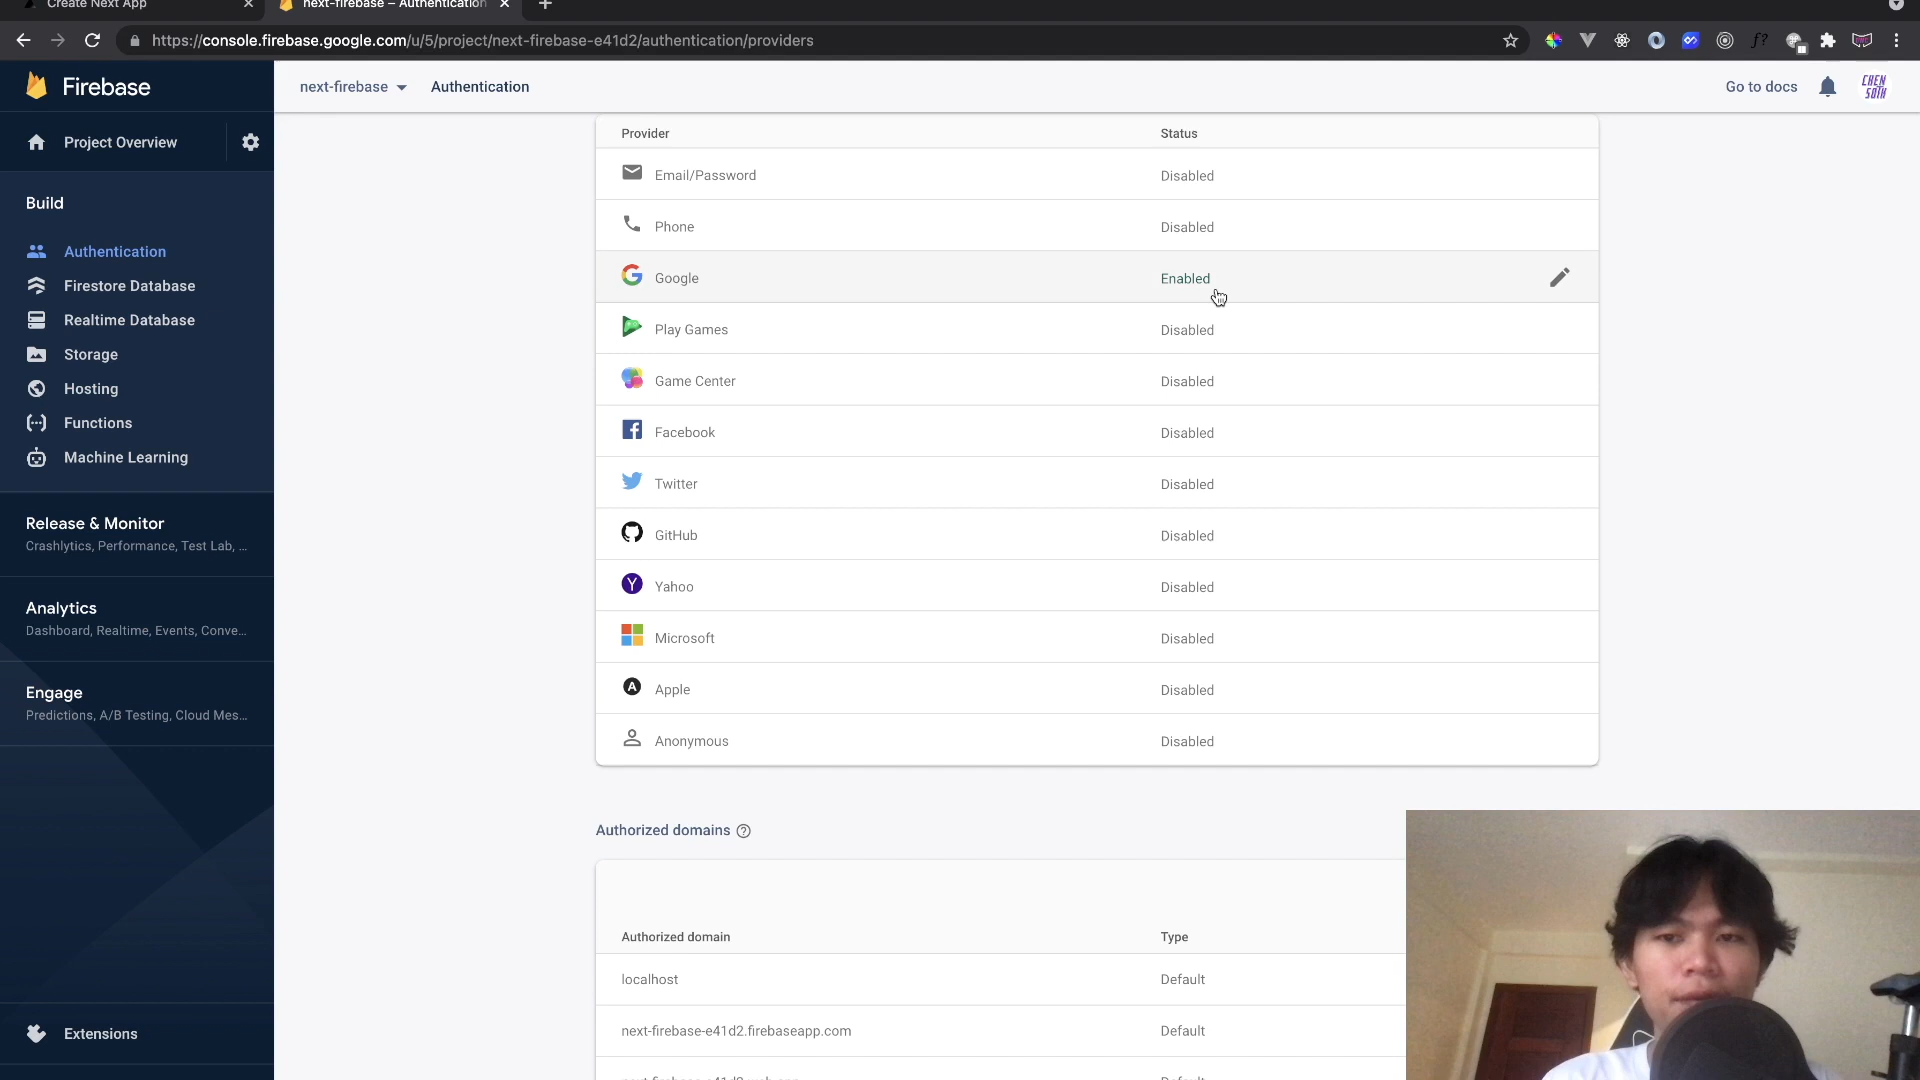 Create Next App
next-firebase – Authentication
https://console.firebase.google.com/u/5/project/next-firebase-e41d2/authentication/providers
Firebase
next-firebase
Authentication
Go to docs
CHEN
SOTH
Project Overview
Build
Authentication
Firestore Database
Realtime Database
Storage
Hosting
Functions
Machine Learning
Release & Monitor
Crashlytics, Performance, Test Lab, ...
Analytics
Dashboard, Realtime, Events, Conve...
Engage
Predictions, A/B Testing, Cloud Mes...
Extensions
Provider Status
Email/Password Disabled
Phone Disabled
Google Enabled
Play Games Disabled
Game Center Disabled
Facebook Disabled
Twitter Disabled
GitHub Disabled
Yahoo Disabled
Microsoft Disabled
Apple Disabled
Anonymous Disabled
Authorized domains
Authorized domain Type
localhost Default
next-firebase-e41d2.firebaseapp.com Default